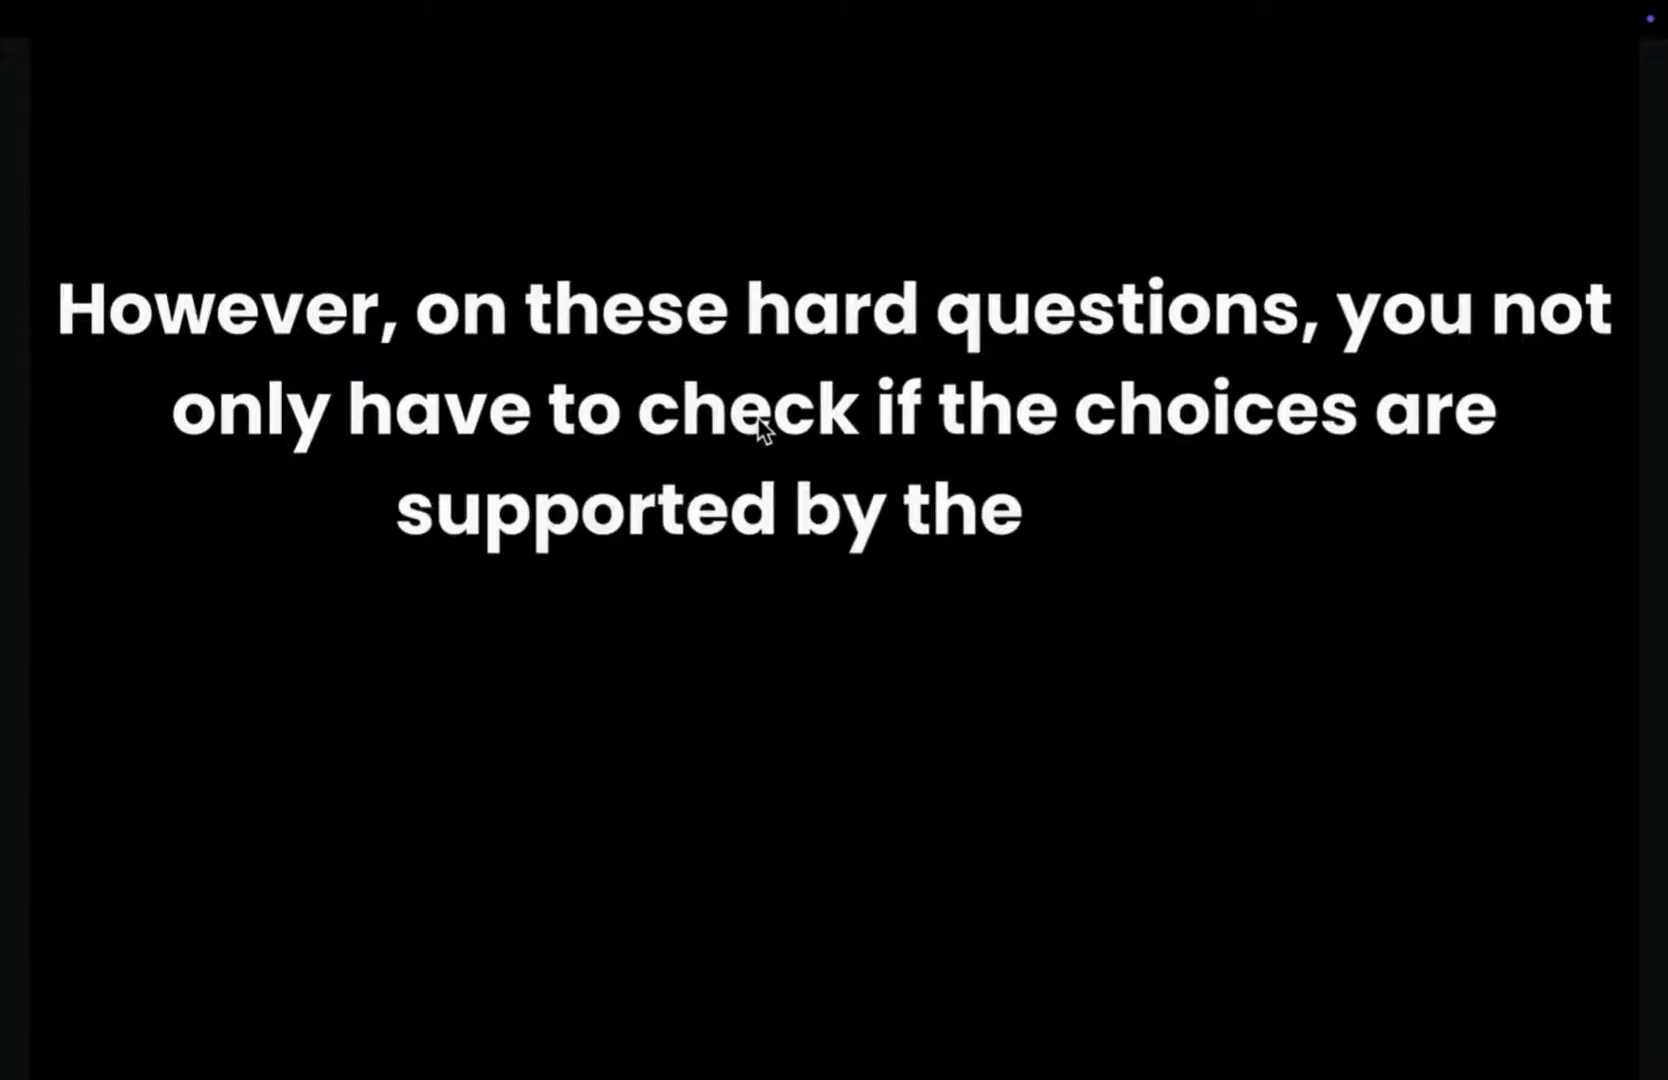 However, on these hard questions, you not
only have to check if the choices are
supported by the